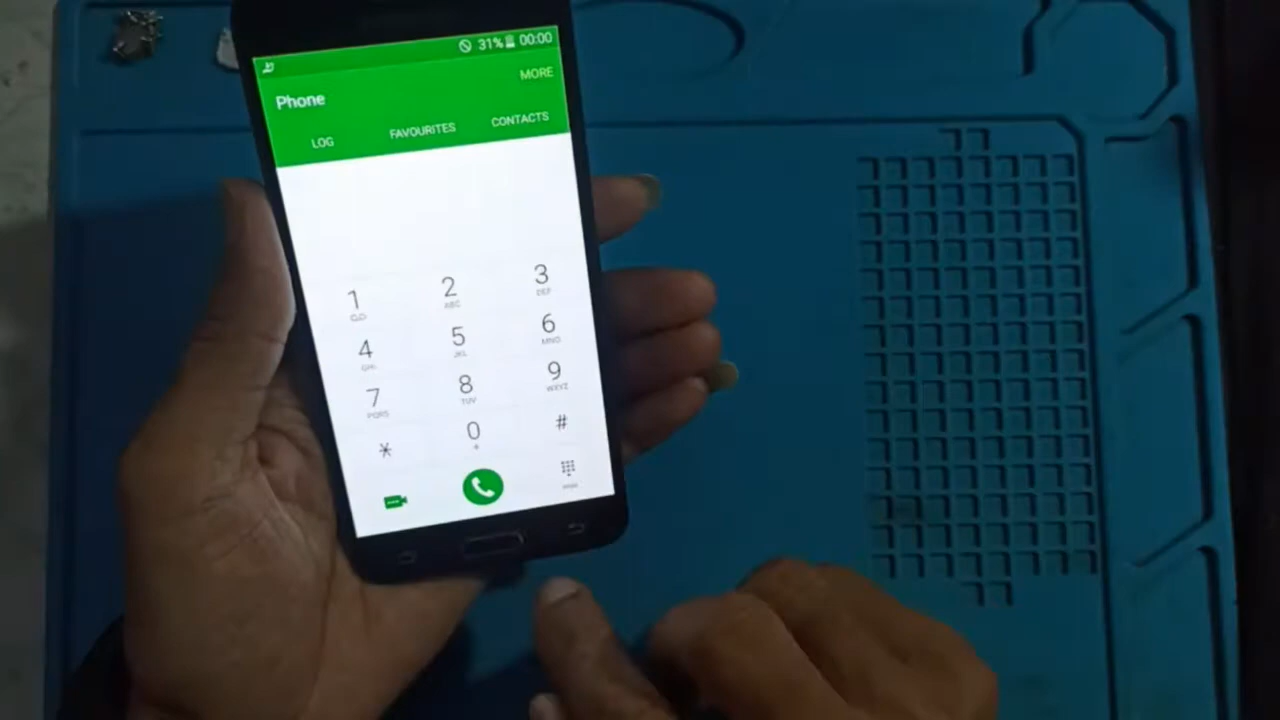 31% 00:00
MORE
Phone
LOG FAVOURITES CONTACTS
1 2 3
ABC DEF
4 5 6
GHI JKL MNO
7 8 9
PQRS TUV WXYZ
* 0 #
+